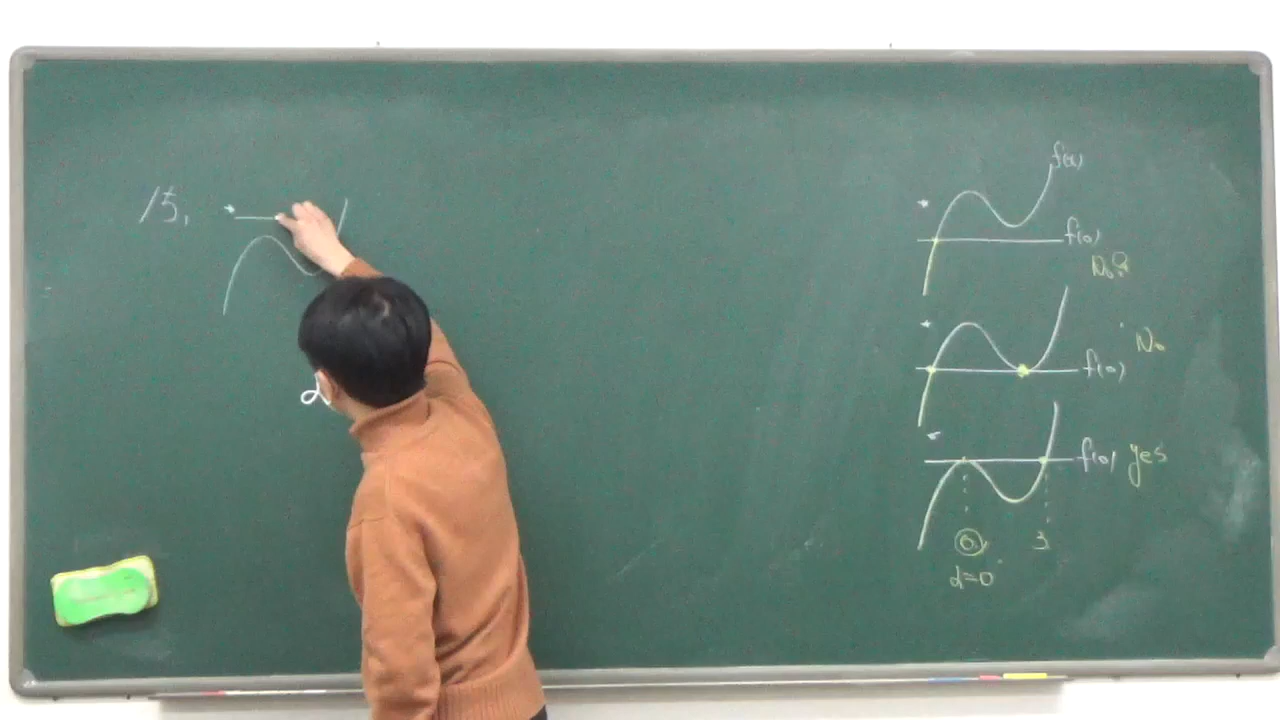 15.
f(x)
f(0)
No
f(0)
No
f(0) yes
0 3
α=0
α